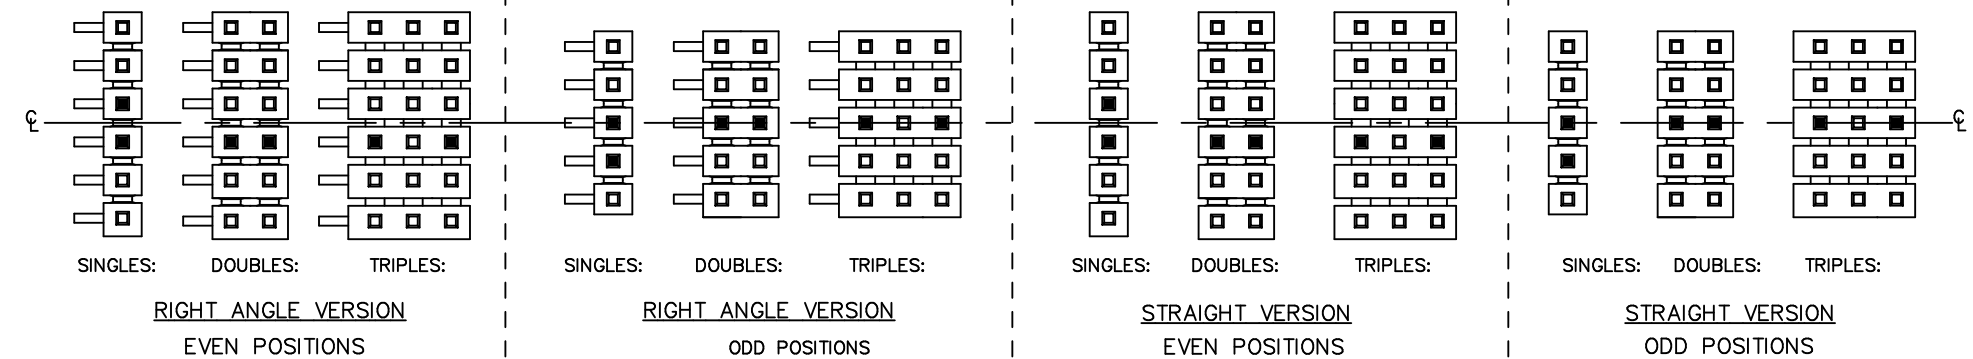 ℄ ℄
SINGLES: DOUBLES: TRIPLES: SINGLES: DOUBLES: TRIPLES: SINGLES: DOUBLES: TRIPLES: SINGLES: DOUBLES: TRIPLES:
RIGHT ANGLE VERSION RIGHT ANGLE VERSION STRAIGHT VERSION STRAIGHT VERSION
EVEN POSITIONS ODD POSITIONS EVEN POSITIONS ODD POSITIONS